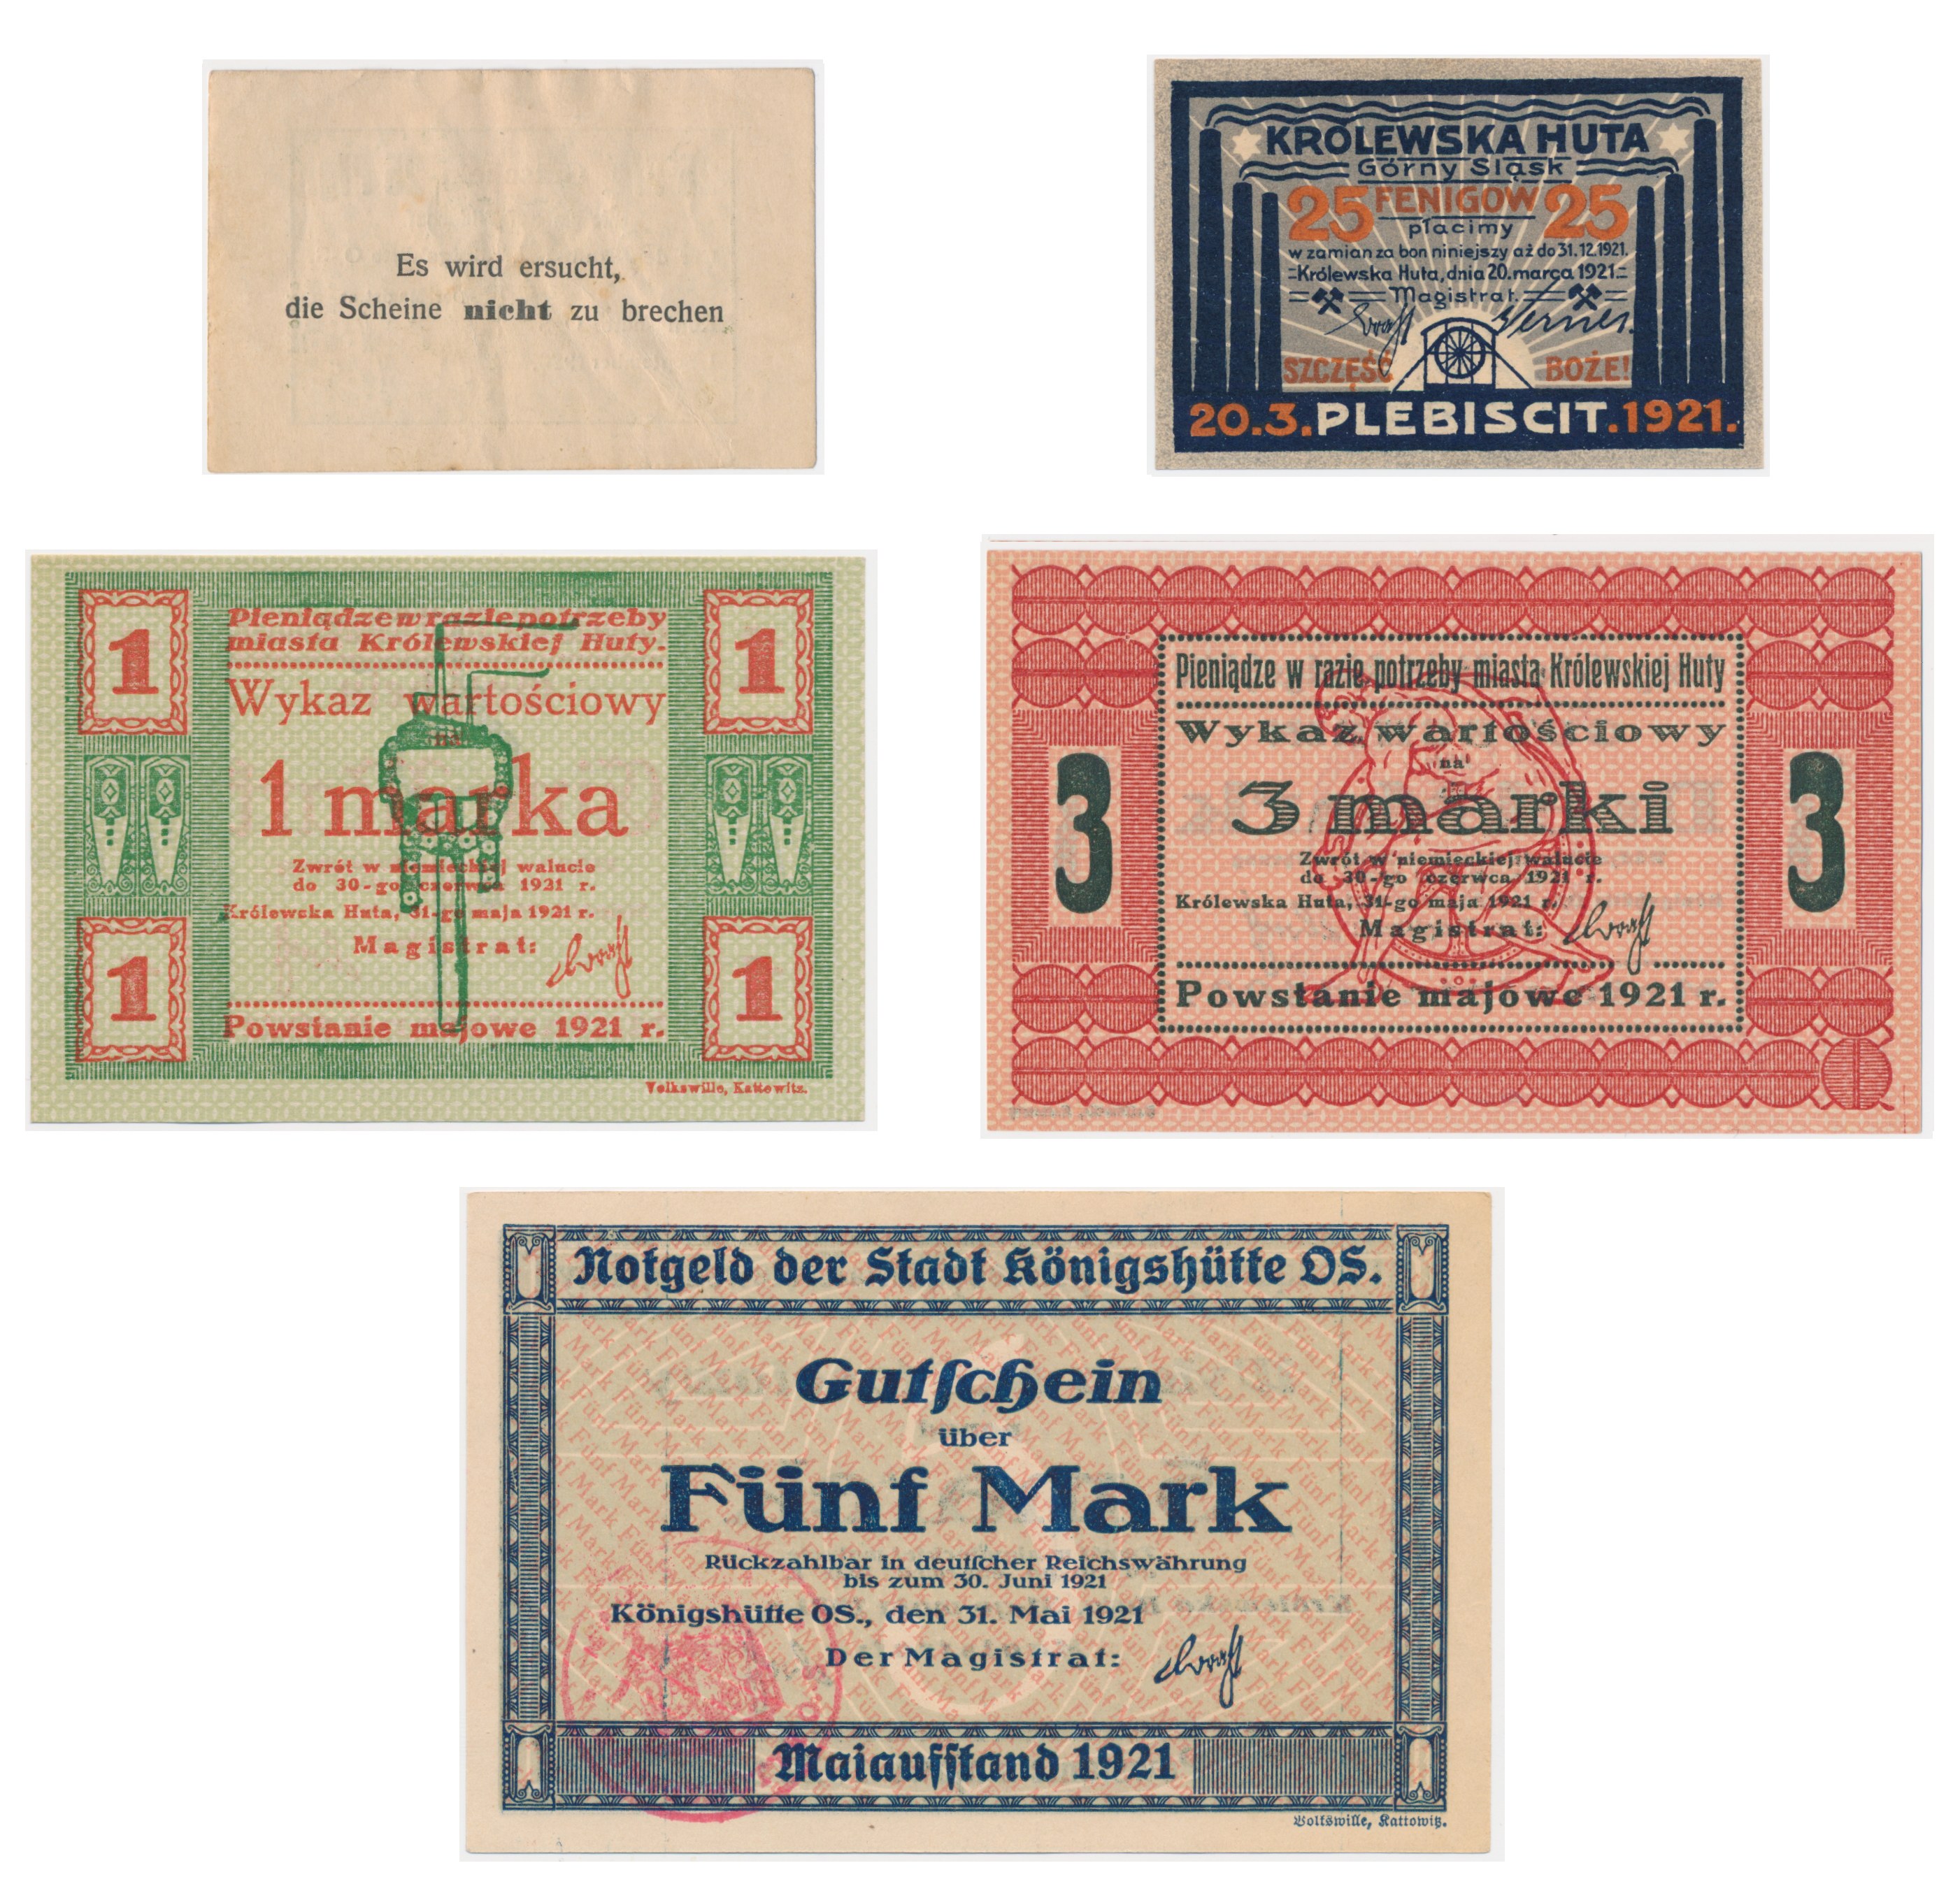 Es wird ersucht,
die Scheine nicht zu brechen
KRÓLEWSKA HUTA
Górny Śląsk
25 FENIGÓW 25
płacimy
w zamian za bon niniejszy aż do 31.12.1921.
Królewska Huta, dnia 20. marca 1921
Magistrat.
Werner.
SZCZĘŚĆ BOŻE!
20.3. PLEBISCIT. 1921.
1 1
Pieniądze w razie potrzeby
miasta Królewskiej Huty.
Wykaz wartościowy
na
1 marka
Zwrót w niemieckiej walucie
do 30-go czerwca 1921 r.
Królewska Huta, 31-go maja 1921 r.
Magistrat:
1 1
Powstanie majowe 1921 r.
Volkswille, Kattowitz.
Pieniądze w razie potrzeby miasta Królewskiej Huty
Wykaz wartościowy
na
3 3 marki 3
Zwrót w niemieckiej walucie
do 30-go czerwca 1921 r.
Królewska Huta, 31-go maja 1921 r.
Magistrat:
Powstanie majowe 1921 r.
Notgeld der Stadt Königshütte OS.
Gutschein
über
Fünf Mark
Rückzahlbar in deutscher Reichswährung
bis zum 30. Juni 1921
Königshütte OS., den 31. Mai 1921
Der Magistrat:
Maiaufstand 1921
Volkswille, Kattowitz.